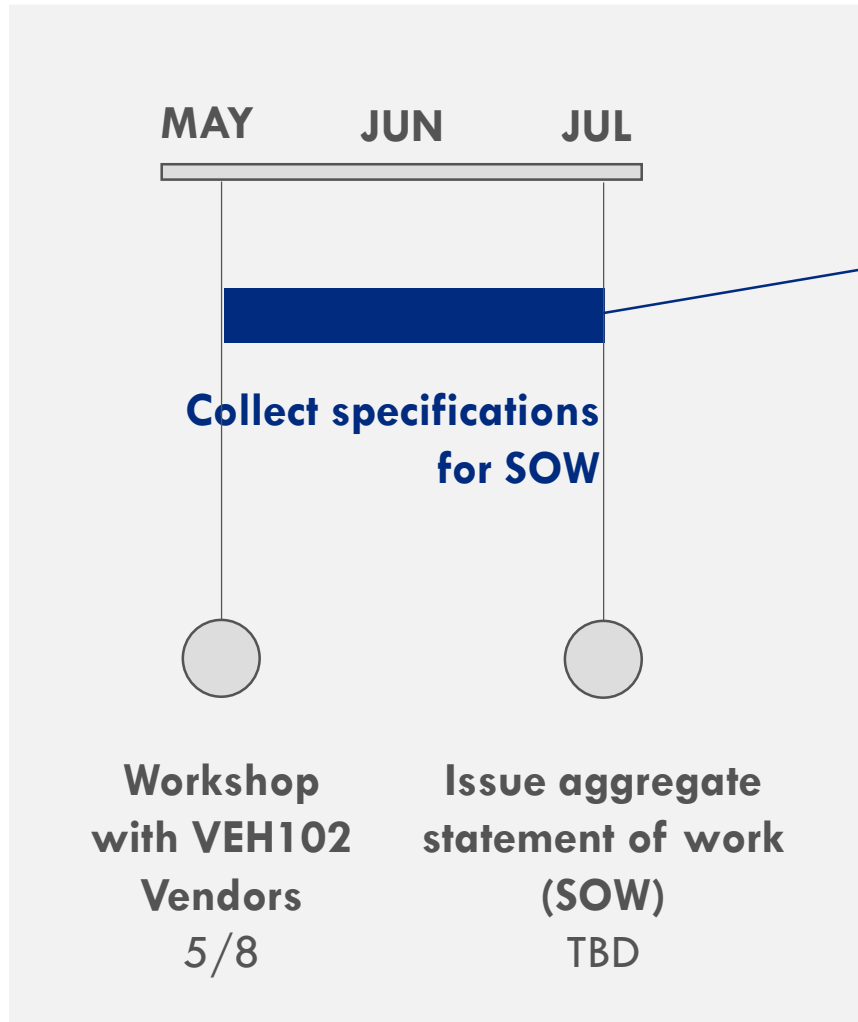 MAY JUN JUL
Collect specifications
for SOW
Workshop
with VEH102
Vendors
5/8
Issue aggregate
statement of work
(SOW)
TBD